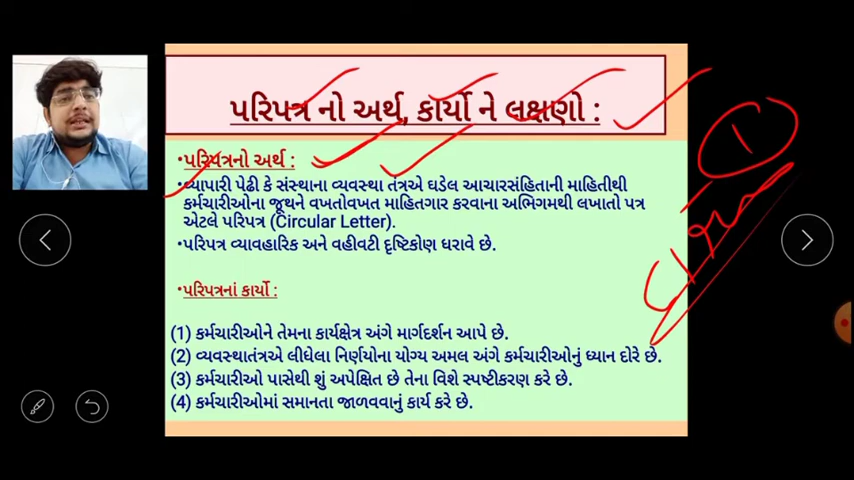 પરિપત્ર નો અર્થ, કાર્યો ને લક્ષણો :
•પરિપત્રનો અર્થ :
•વ્યાપારી પેઢી કે સંસ્થાના વ્યવસ્થા તંત્રએ ઘડેલ આચારસંહિતાની માહિતીથી
કર્મચારીઓના જૂથને વખતોવખત માહિતગાર કરવાના અભિગમથી લખાતો પત્ર
એટલે પરિપત્ર (Circular Letter).
•પરિપત્ર વ્યાવહારિક અને વહીવટી દૃષ્ટિકોણ ધરાવે છે.
•પરિપત્રનાં કાર્યો :
(1) કર્મચારીઓને તેમના કાર્યક્ષેત્ર અંગે માર્ગદર્શન આપે છે.
(2) વ્યવસ્થાતંત્રએ લીધેલા નિર્ણયોના યોગ્ય અમલ અંગે કર્મચારીઓનું ધ્યાન દોરે છે.
(3) કર્મચારીઓ પાસેથી શું અપેક્ષિત છે તેના વિશે સ્પષ્ટીકરણ કરે છે.
(4) કર્મચારીઓમાં સમાનતા જાળવવાનું કાર્ય કરે છે.
1